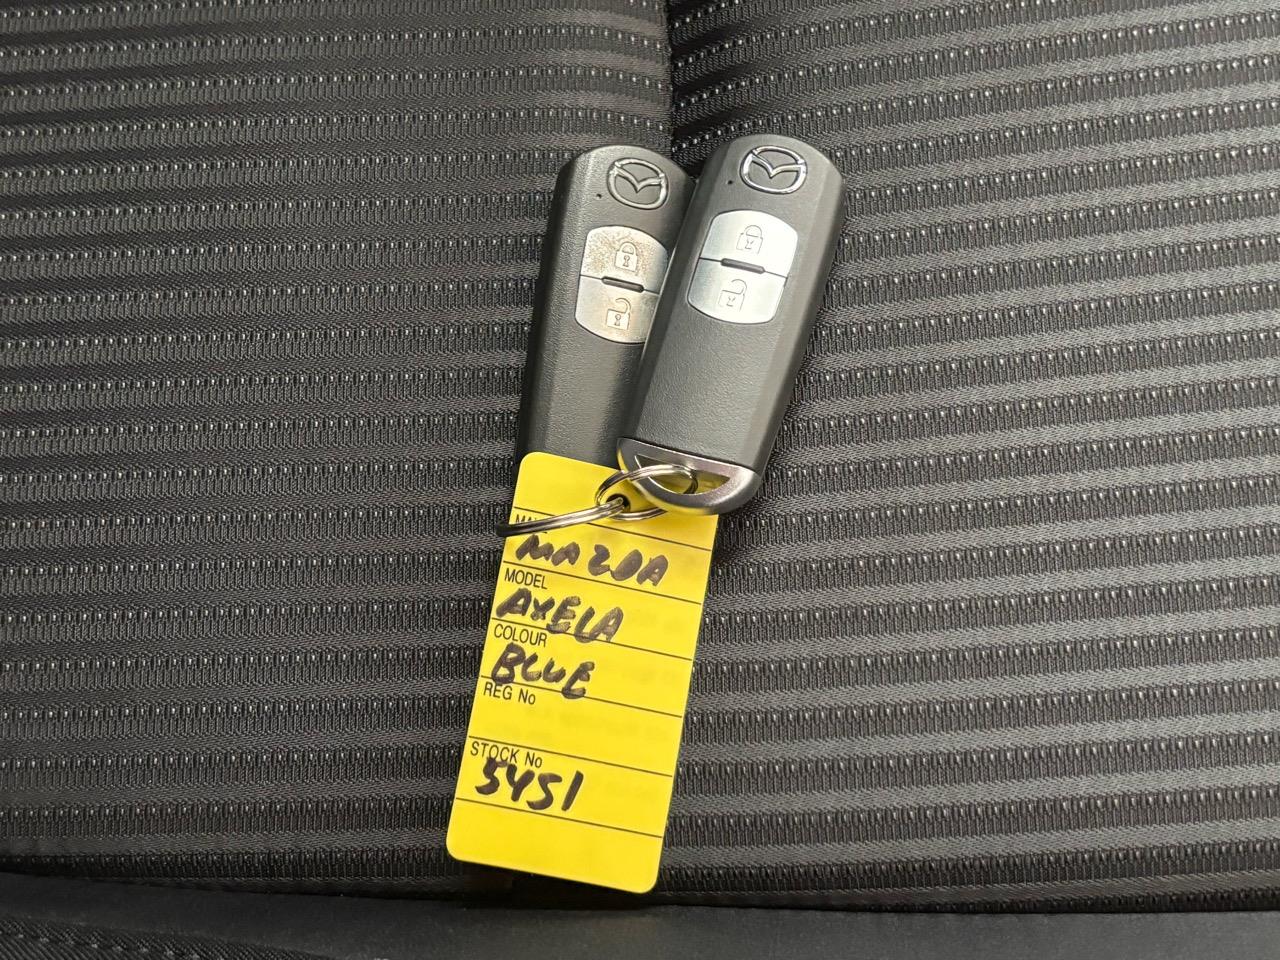 MAZDA
MODEL
AXELA
COLOUR
BLUE
REG No
STOCK No
5451